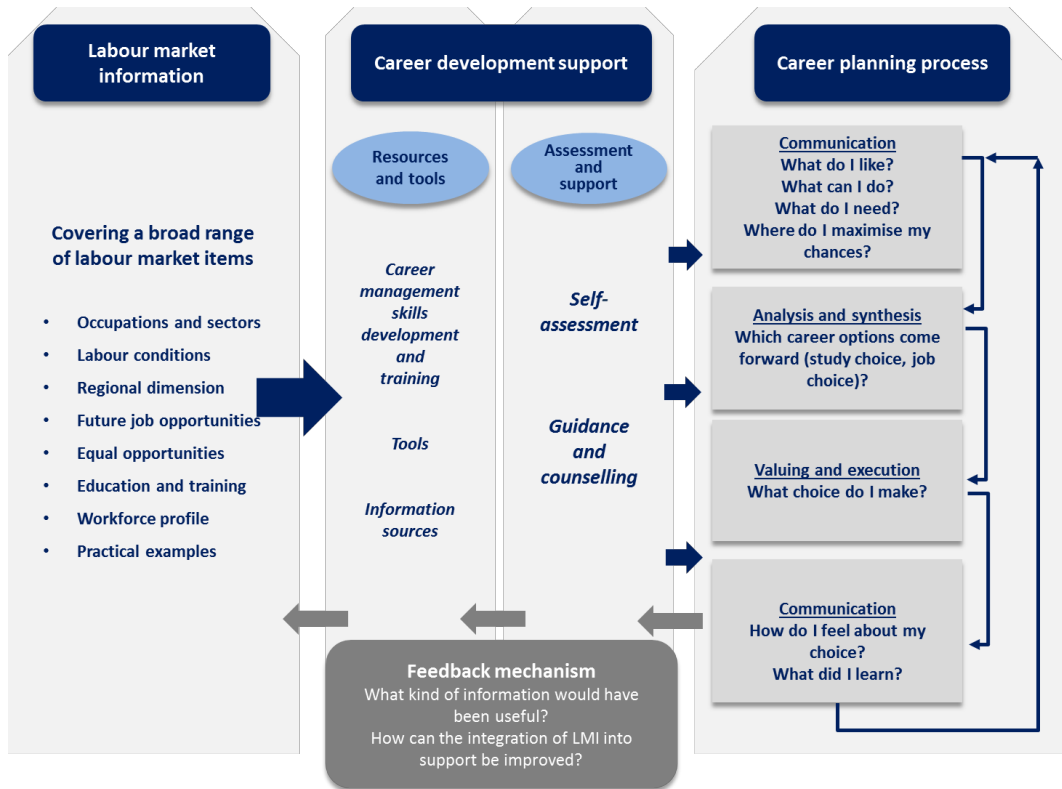 Labour market
information
Covering a broad range
of labour market items
• Occupations and sectors
• Labour conditions
• Regional dimension
• Future job opportunities
• Equal opportunities
• Education and training
• Workforce profile
• Practical examples
Career development support
Resources
and tools
Career
management
skills
development
and
training
Tools
Information
sources
Assessment
and
support
Self-
assessment
Guidance
and
counselling
Career planning process
Communication
What do I like?
What can I do?
What do I need?
Where do I maximise my
chances?
Analysis and synthesis
Which career options come
forward (study choice, job
choice)?
Valuing and execution
What choice do I make?
Communication
How do I feel about my
choice?
What did I learn?
Feedback mechanism
What kind of information would have
been useful?
How can the integration of LMI into
support be improved?